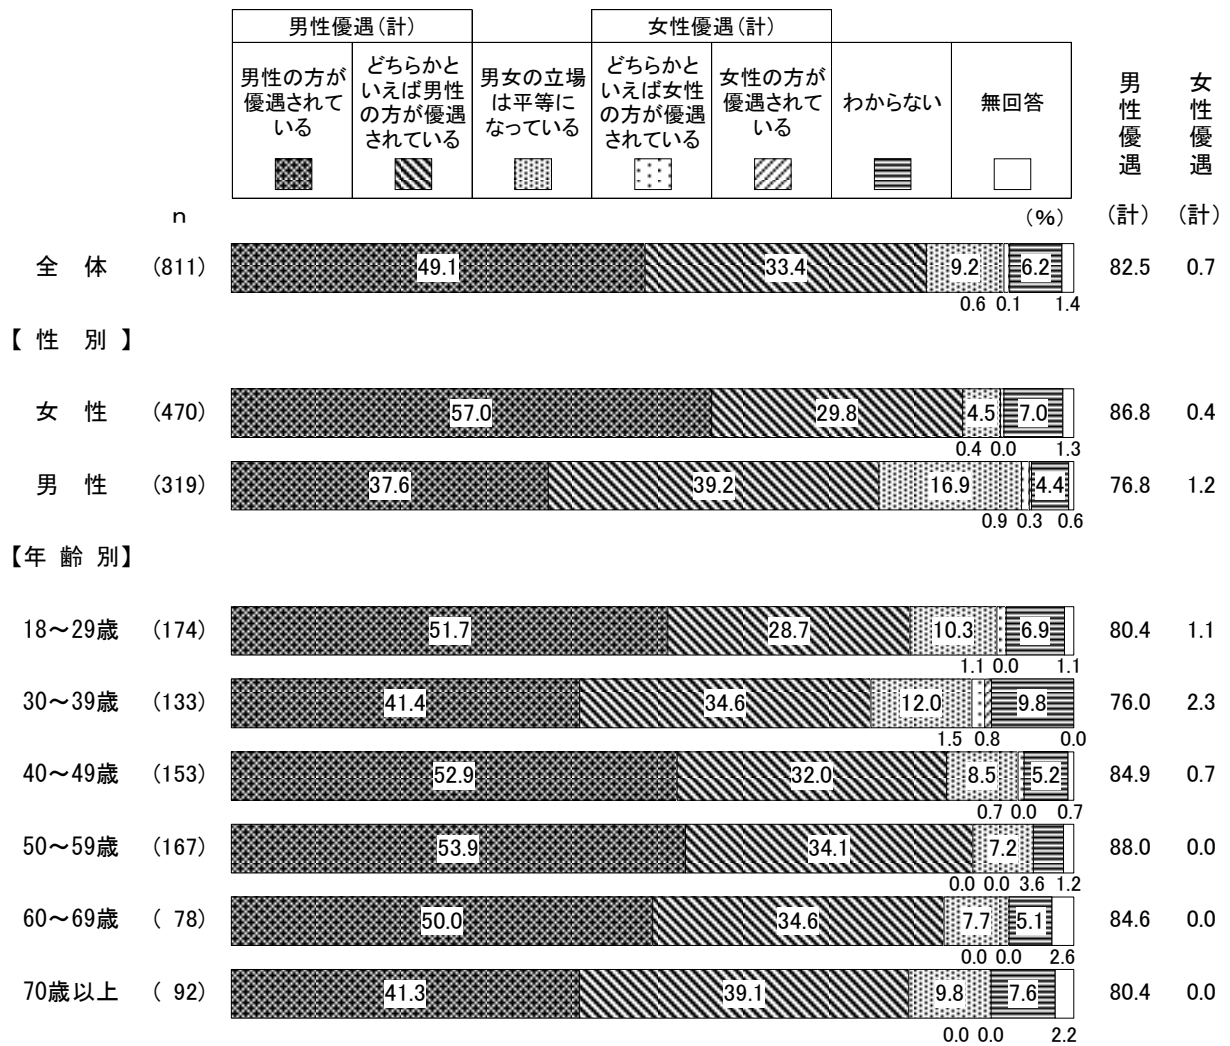 男性優遇(計) 女性優遇(計)
男性の方が優遇されている どちらかといえば男性の方が優遇されている 男女の立場は平等になっている どちらかといえば女性の方が優遇されている 女性の方が優遇されている わからない 無回答 男性優遇 女性優遇
n (%) (計) (計)
全 体 (811) 49.1 33.4 9.2 6.2 82.5 0.7
0.6 0.1 1.4
【 性 別 】
女 性 (470) 57.0 29.8 4.5 7.0 86.8 0.4
0.4 0.0 1.3
男 性 (319) 37.6 39.2 16.9 4.4 76.8 1.2
0.9 0.3 0.6
【年 齢 別】
18～29歳 (174) 51.7 28.7 10.3 6.9 80.4 1.1
1.1 0.0 1.1
30～39歳 (133) 41.4 34.6 12.0 9.8 76.0 2.3
1.5 0.8 0.0
40～49歳 (153) 52.9 32.0 8.5 5.2 84.9 0.7
0.7 0.0 0.7
50～59歳 (167) 53.9 34.1 7.2 88.0 0.0
0.0 0.0 3.6 1.2
60～69歳 ( 78) 50.0 34.6 7.7 5.1 84.6 0.0
0.0 0.0 2.6
70歳以上 ( 92) 41.3 39.1 9.8 7.6 80.4 0.0
0.0 0.0 2.2